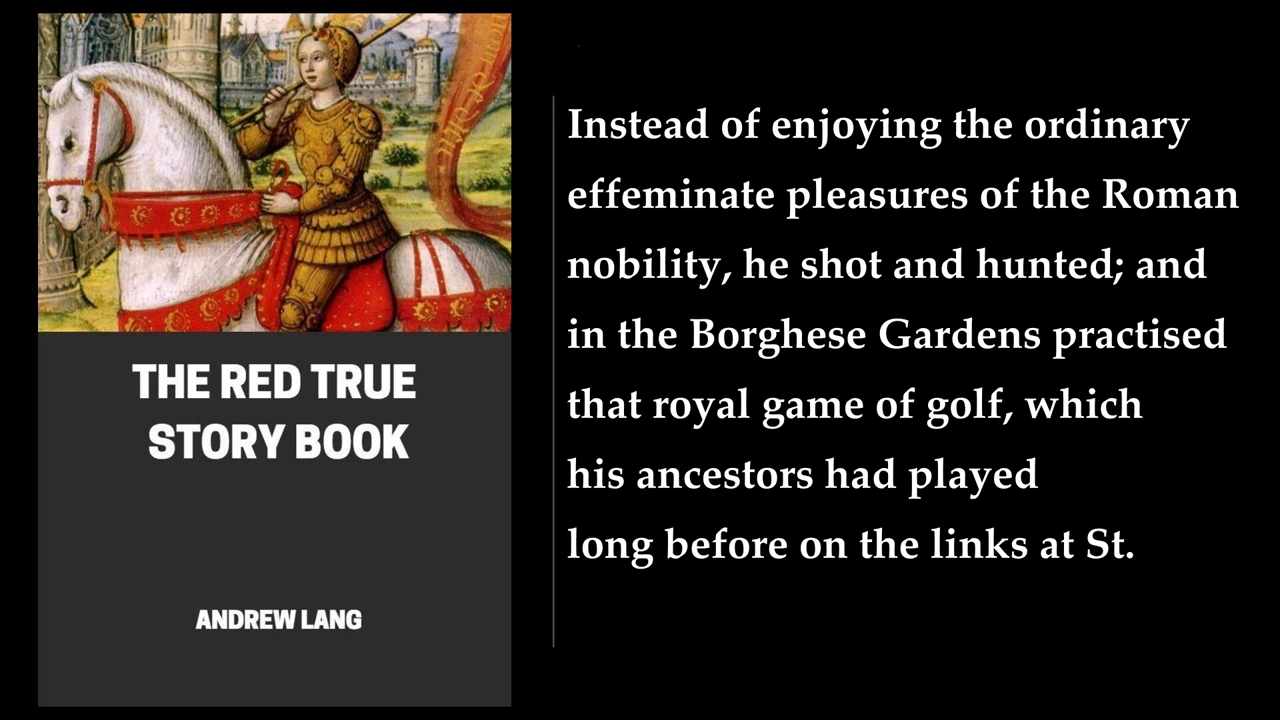 THE RED TRUE
STORY BOOK
ANDREW LANG
Instead of enjoying the ordinary
effeminate pleasures of the Roman
nobility, he shot and hunted; and
in the Borghese Gardens practised
that royal game of golf, which
his ancestors had played
long before on the links at St.